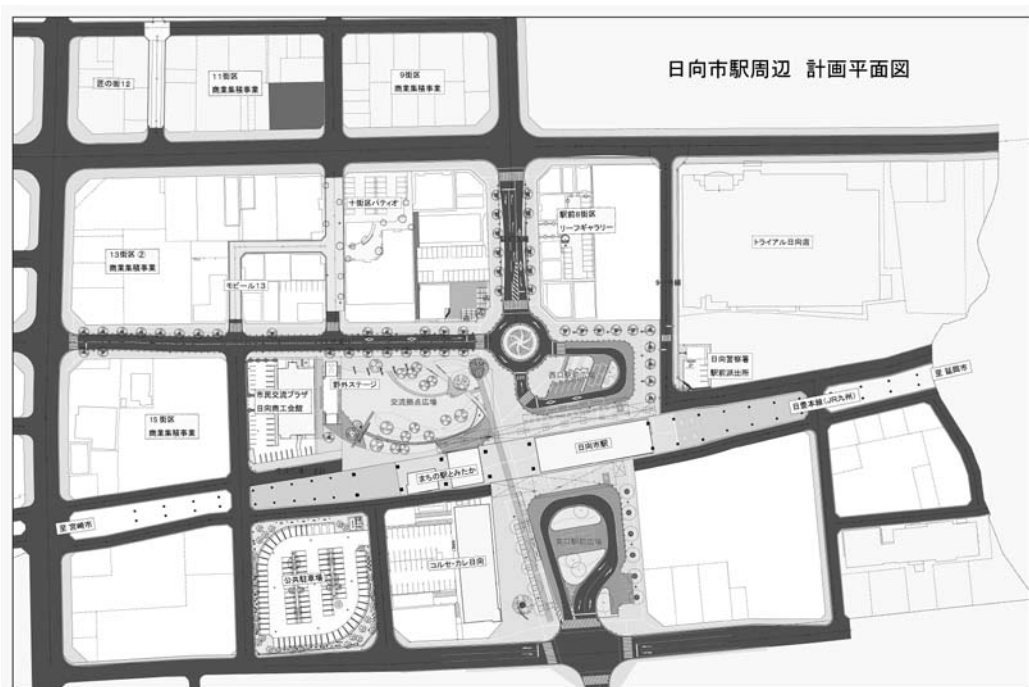 日向市駅周辺 計画平面図
匠の街12
11街区
商業集積事業
9街区
商業集積事業
十街区パティオ
駅前8街区
リーフギャラリー
トライアル日向店
13街区-②
商業集積事業
モビール13
日向警察署
駅前派出所
野外ステージ
西口駅前広場
市民交流プラザ
日向商工会館
交流拠点広場
至 延岡市
日豊本線(JR九州)
15街区
商業集積事業
日向市駅
まちの駅とみたか
至 宮崎市
東口駅前広場
公共駐車場
コルセ・カレ日向